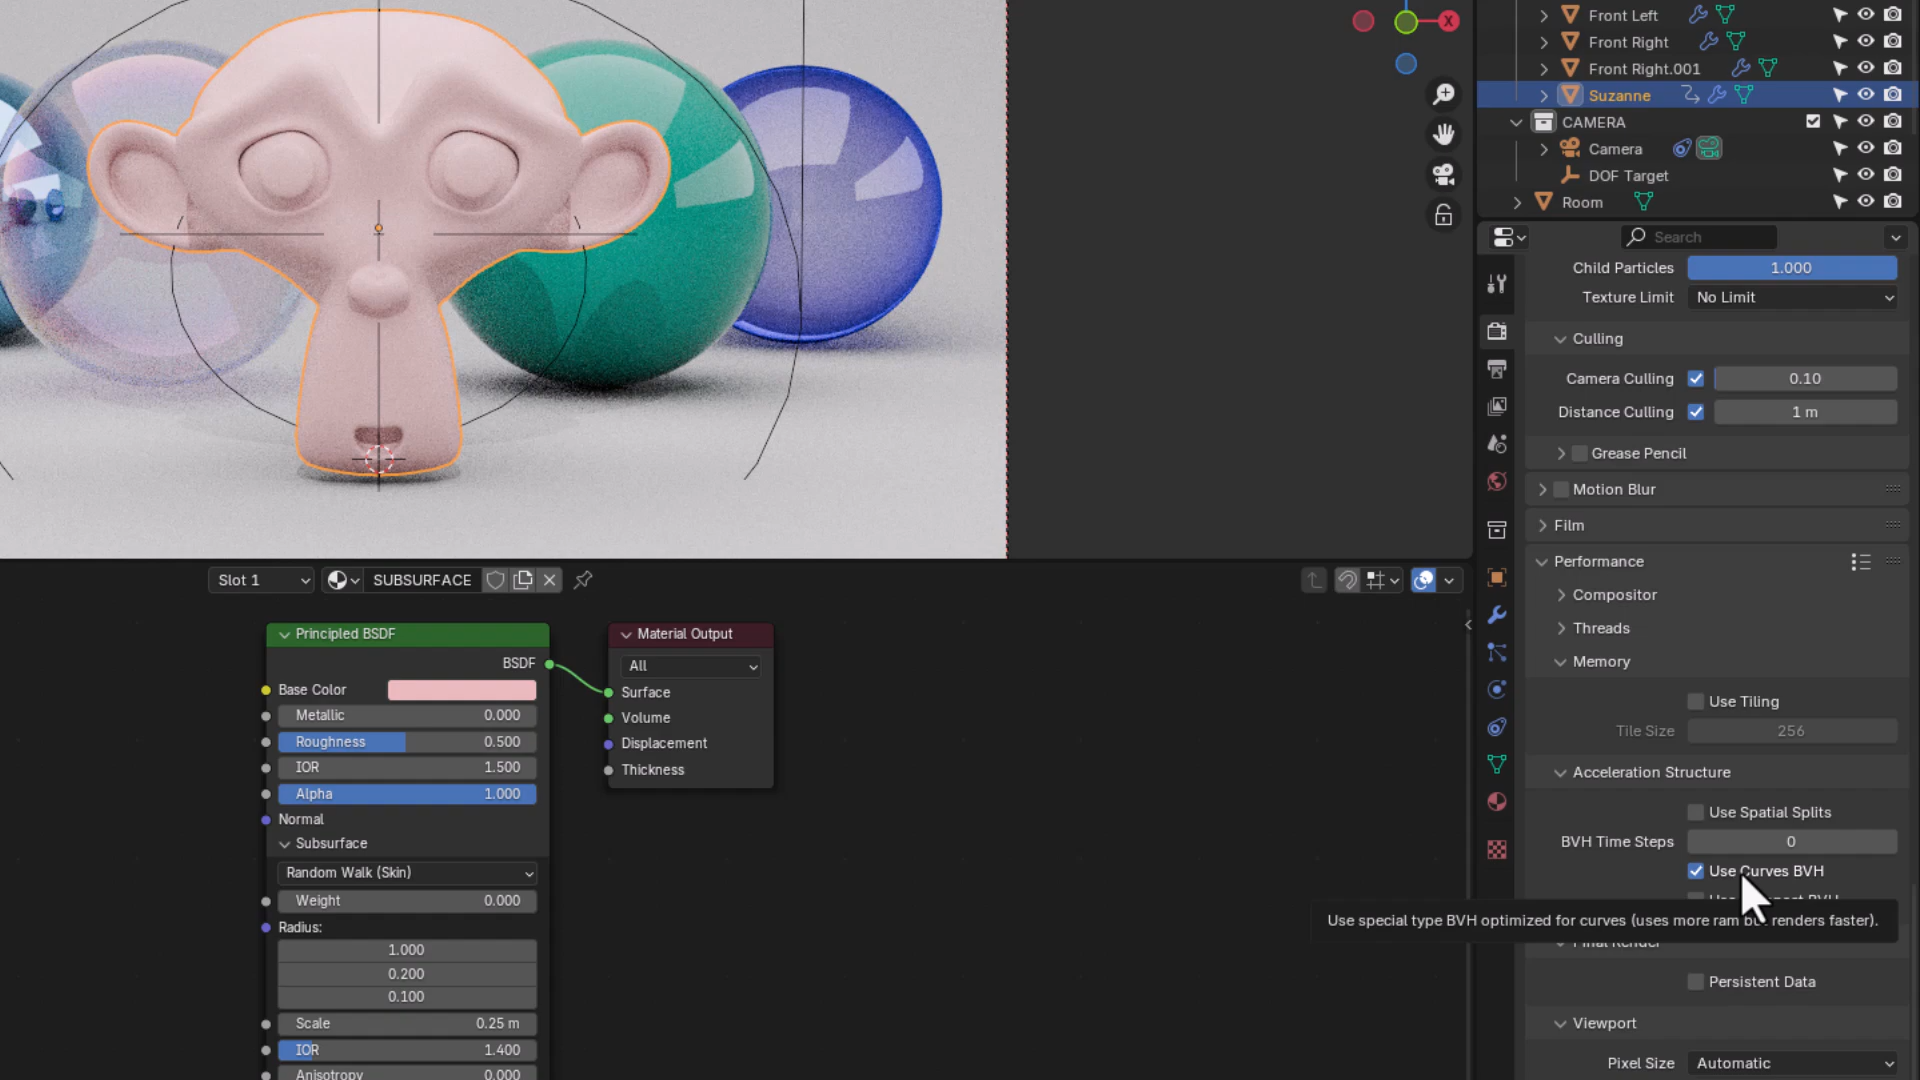 X
Front Left
Front Right
Front Right.001
Suzanne
CAMERA
Camera
DOF Target
Room
Search
Child Particles 1.000
Texture Limit No Limit
Culling
Camera Culling 0.10
Distance Culling 1 m
Grease Pencil
Motion Blur
Film
Performance
Compositor
Threads
Memory
Use Tiling
Tile Size 256
Acceleration Structure
Use Spatial Splits
BVH Time Steps 0
Use Curves BVH
Use special type BVH optimized for curves (uses more ram but renders faster).
Final Render
Persistent Data
Viewport
Pixel Size Automatic
Slot 1
SUBSURFACE
Principled BSDF
BSDF
Base Color
Metallic 0.000
Roughness 0.500
IOR 1.500
Alpha 1.000
Normal
Subsurface
Random Walk (Skin)
Weight 0.000
Radius:
1.000
0.200
0.100
Scale 0.25 m
IOR 1.400
Anisotropy 0.000
Material Output
All
Surface
Volume
Displacement
Thickness